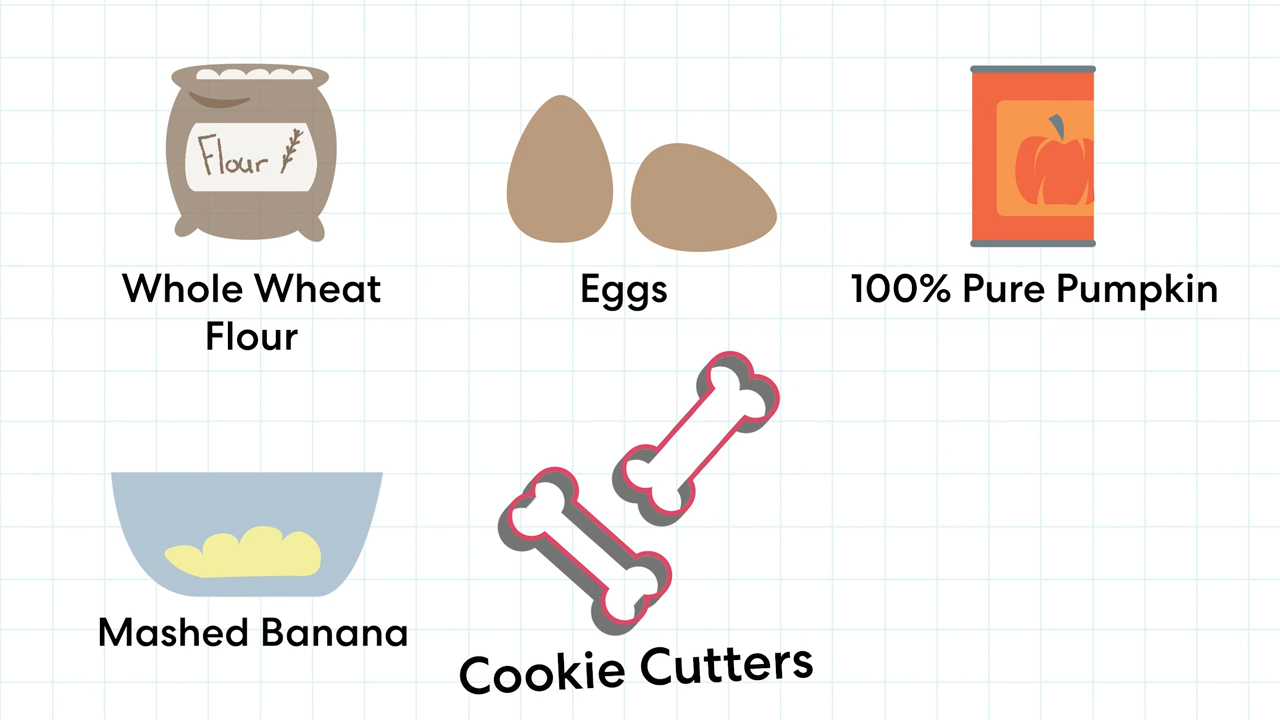 Flour
Whole Wheat
Flour
Eggs
100% Pure Pumpkin
Mashed Banana
Cookie Cutters